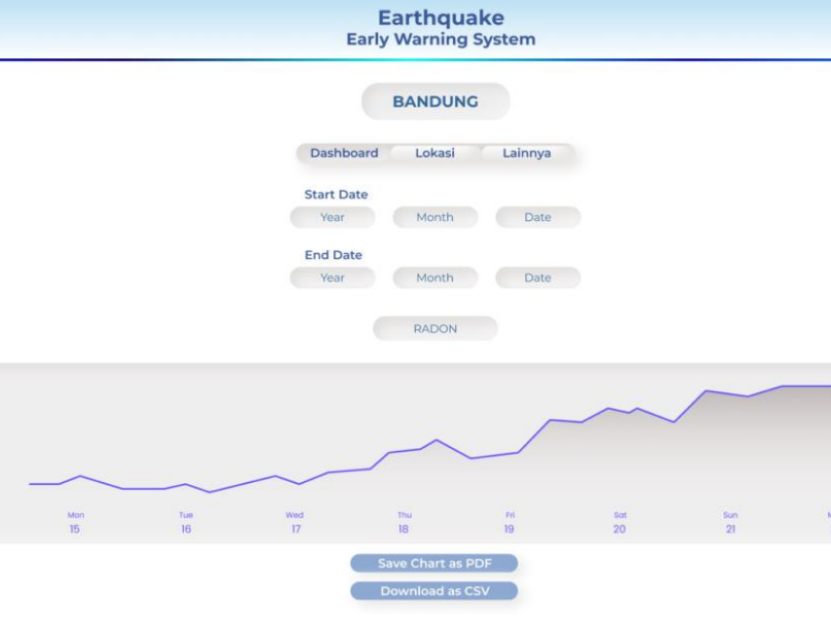 Earthquake
Early Warning System
BANDUNG
Dashboard Lokasi Lainnya
Start Date
Year Month Date
End Date
Year Month Date
RADON
Mon Tue Wed Thu Fri Sat Sun
15 16 17 18 19 20 21
Save Chart as PDF
Download as CSV